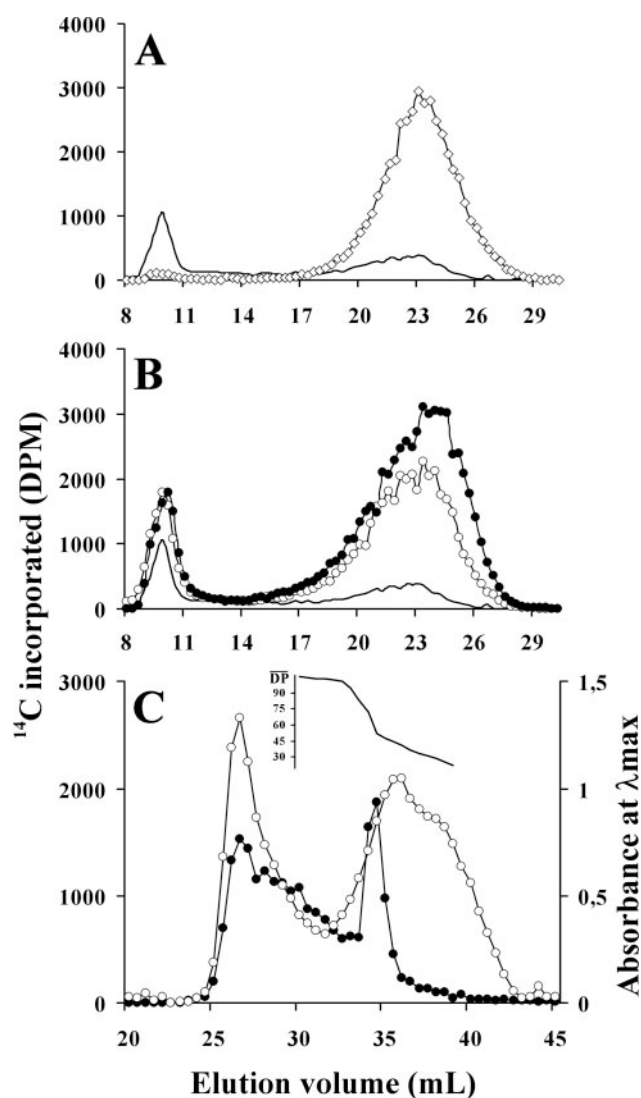 4000
A
3000
2000
1000
0
8 11 14 17 20 23 26 29
4000
B
3000
2000
1000
0
8 11 14 17 20 23 26 29
¹⁴C incorporated (DPM)
3000
C
2000
1000
0
DP
90
75
60
45
30
1,5
1
0,5
0
Absorbance at λmax
20 25 30 35 40 45
Elution volume (mL)